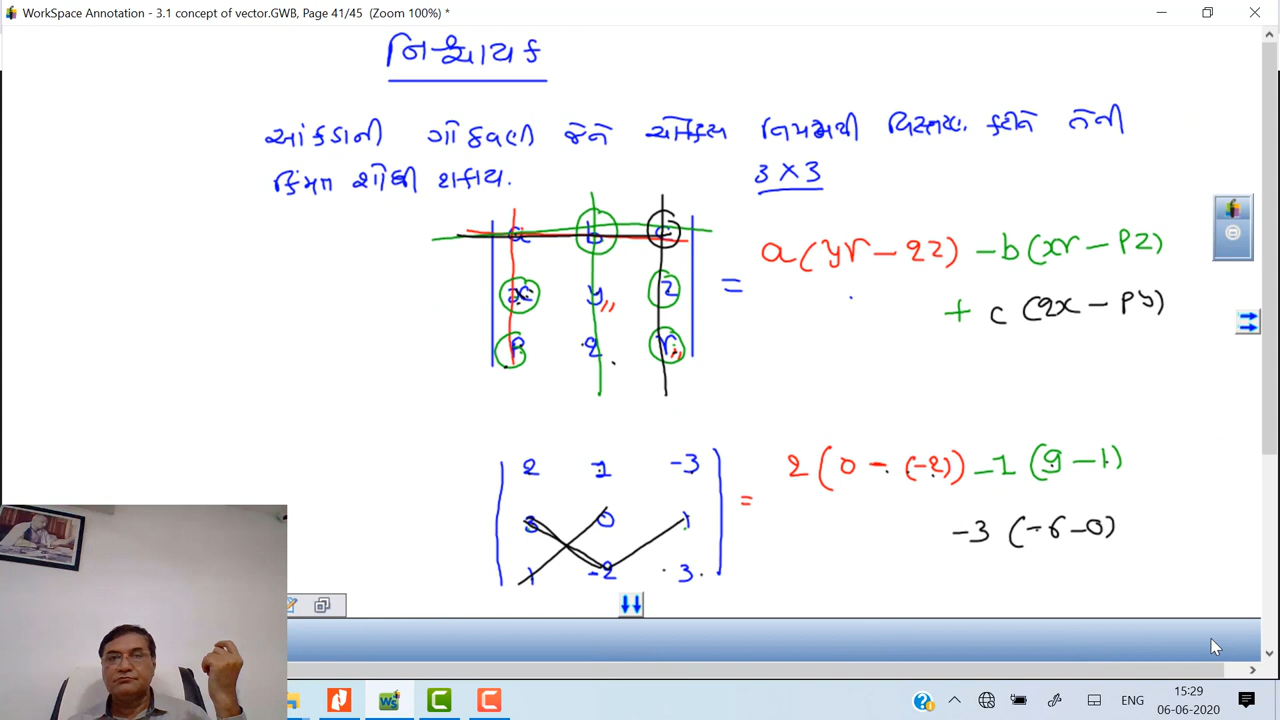 WorkSpace Annotation - 3.1 concept of vector.GWB, Page 41/45 (Zoom 100%) *
નિશ્ચાયક
આંકડાની ગોઠવણી જેને ચોક્કસ નિયમથી વિસ્તરણ કરીને તેની
કિંમત શોધી શકાય.
3 × 3
a b c
x y z
p q r
= a(yr - qz) - b(xr - pz)
+ c (qx - py)
2 1 -3
3 0 1
1 -2 3
= 2 (0 - (-2)) -1 (9 - 1)
-3 (-6 -0)
ENG
15:29
06-06-2020